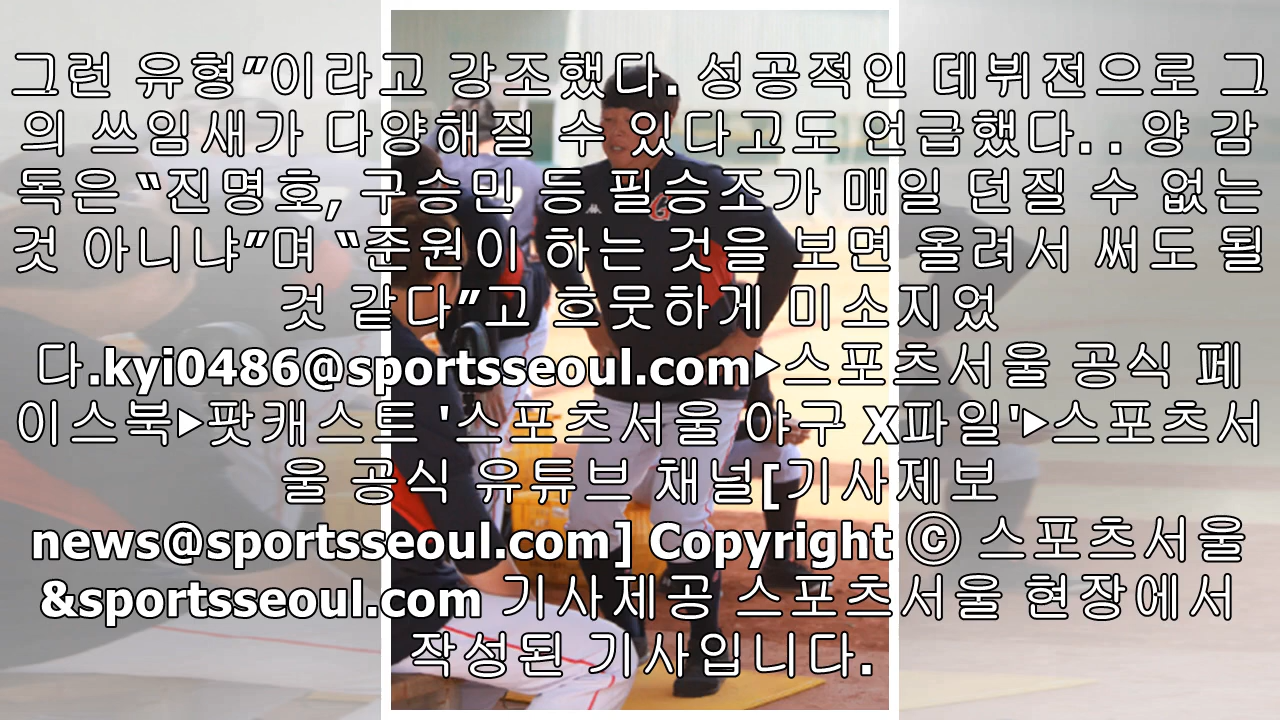 그런 유형”이라고 강조했다. 성공적인 데뷔전으로 그
의 쓰임새가 다양해질 수 있다고도 언급했다. . 양 감
독은 “진명호, 구승민 등 필승조가 매일 던질 수 없는
것 아니냐”며 “준원이 하는 것을 보면 올려서 써도 될
것 같다”고 흐뭇하게 미소지었
다.kyi0486@sportsseoul.com▶스포츠서울 공식 페
이스북▶팟캐스트 '스포츠서울 야구 X파일'▶스포츠서
울 공식 유튜브 채널[기사제보
news@sportsseoul.com] Copyright ⓒ 스포츠서울
&sportsseoul.com 기사제공 스포츠서울 현장에서
작성된 기사입니다.